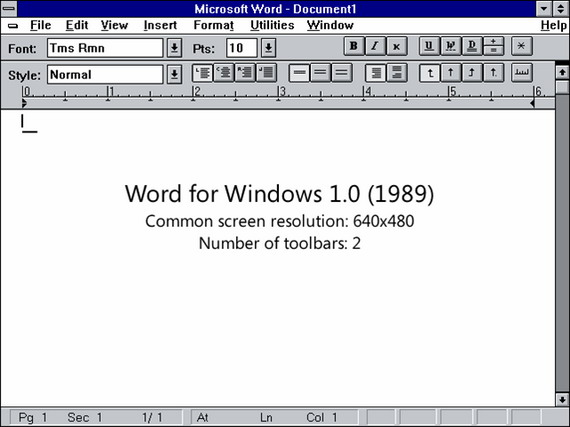 Microsoft Word - Document1
File Edit View Insert Format Utilities Window Help
Font: Tms Rmn Pts: 10 B I K U W D + =
Style: Normal L C R J
0 1 2 3 4 5 6
Word for Windows 1.0 (1989)
Common screen resolution: 640x480
Number of toolbars: 2
Pg 1 Sec 1 1/ 1 At Ln Col 1